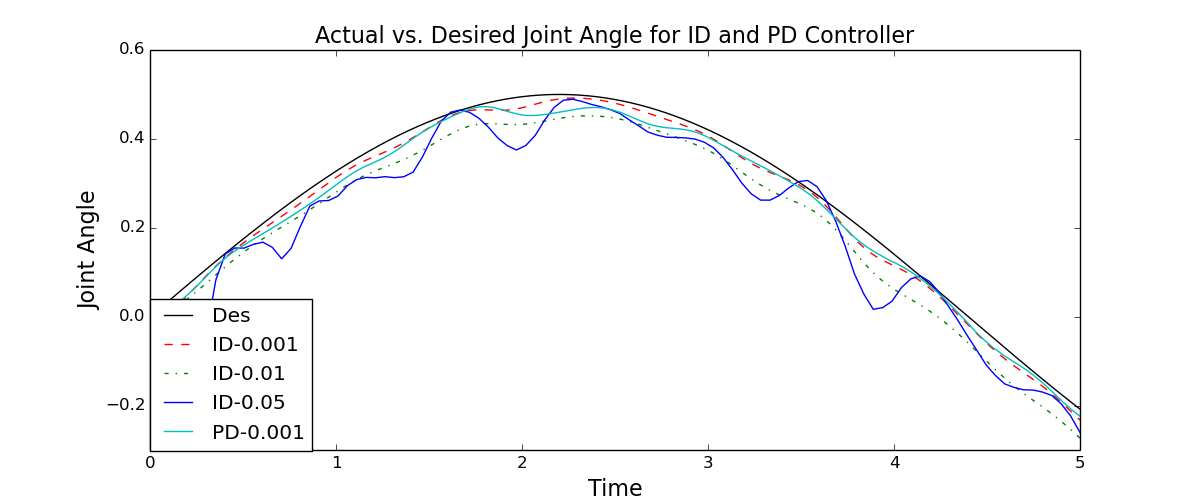 Actual vs. Desired Joint Angle for ID and PD Controller
0.6
0.4
0.2
0.0
−0.2
Joint Angle
Des
ID-0.001
ID-0.01
ID-0.05
PD-0.001
0 1 2 3 4 5
Time